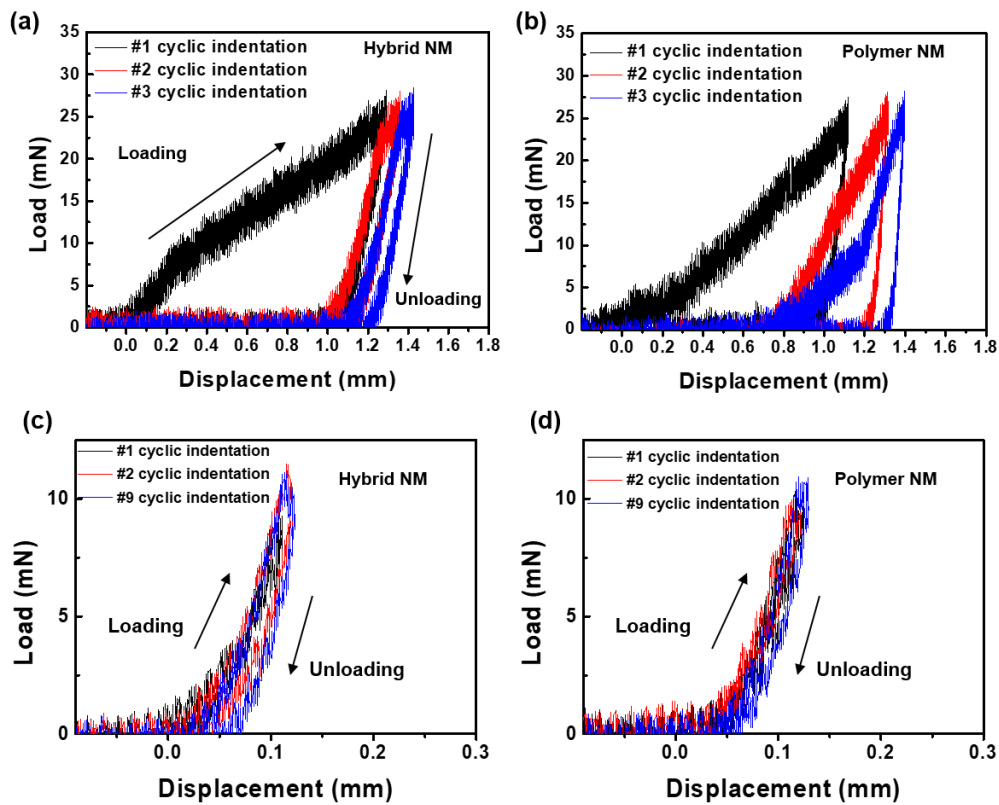 (a)
#1 cyclic indentation
#2 cyclic indentation
#3 cyclic indentation
Hybrid NM
Loading
Unloading
Load (mN)
35
30
25
20
15
10
5
0
0.0 0.2 0.4 0.6 0.8 1.0 1.2 1.4 1.6 1.8
Displacement (mm)
(b)
#1 cyclic indentation
#2 cyclic indentation
#3 cyclic indentation
Polymer NM
Load (mN)
35
30
25
20
15
10
5
0
0.0 0.2 0.4 0.6 0.8 1.0 1.2 1.4 1.6 1.8
Displacement (mm)
(c)
#1 cyclic indentation
#2 cyclic indentation
#9 cyclic indentation
Hybrid NM
Loading
Unloading
Load (mN)
10
5
0
0.0 0.1 0.2 0.3
Displacement (mm)
(d)
#1 cyclic indentation
#2 cyclic indentation
#9 cyclic indentation
Polymer NM
Loading
Unloading
Load (mN)
10
5
0
0.0 0.1 0.2 0.3
Displacement (mm)